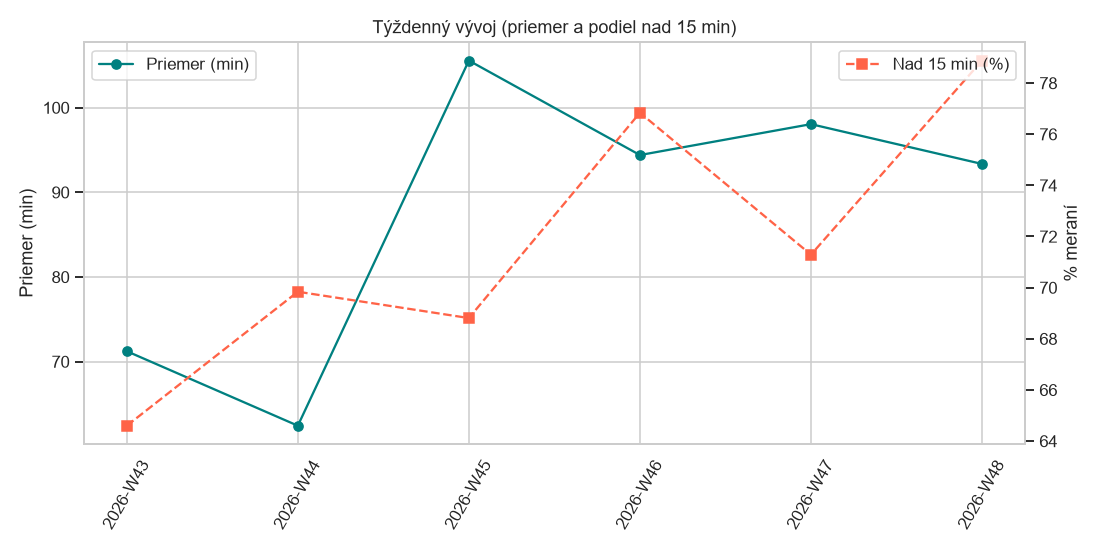 Týždenný vývoj (priemer a podiel nad 15 min)
Priemer (min)
Nad 15 min (%)
Priemer (min)
100
90
80
70
% meraní
78
76
74
72
70
68
66
64
2026-W43
2026-W44
2026-W45
2026-W46
2026-W47
2026-W48